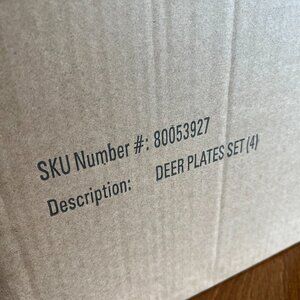 SKU Number #: 80053927
Description: DEER PLATES SET (4)